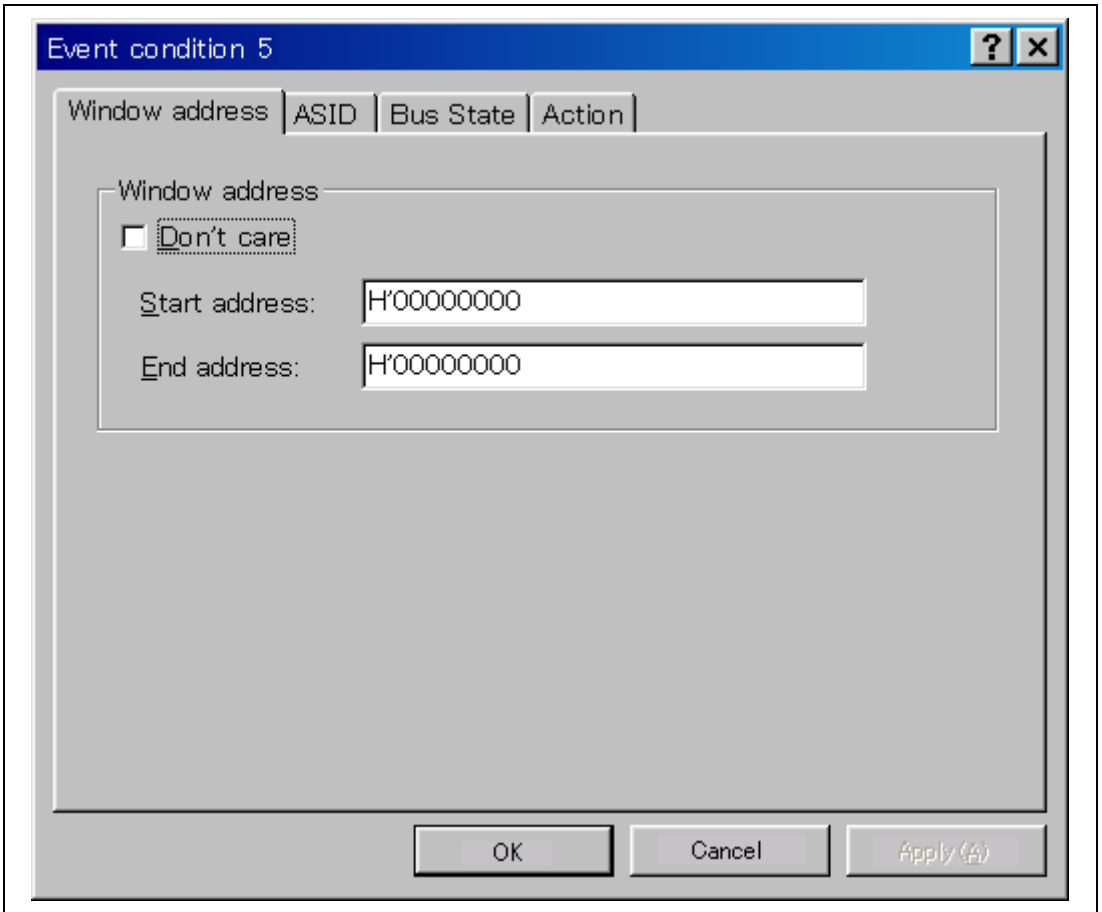 Event condition 5
Window address ASID Bus State Action
Window address
Don't care
Start address: H'00000000
End address: H'00000000
OK Cancel Apply (A)